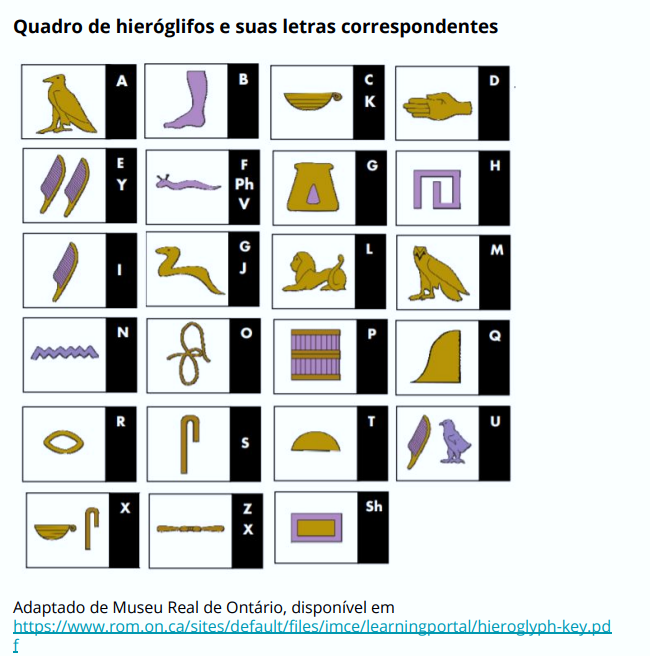 Quadro de hieróglifos e suas letras correspondentes
A
B
C
K
D
E
Y
F
Ph
V
G
H
I
G
J
L
M
N
O
P
Q
R
S
T
U
X
Z
X
Sh
Adaptado de Museu Real de Ontário, disponível em
https://www.rom.on.ca/sites/default/files/imce/learningportal/hieroglyph-key.pd
f